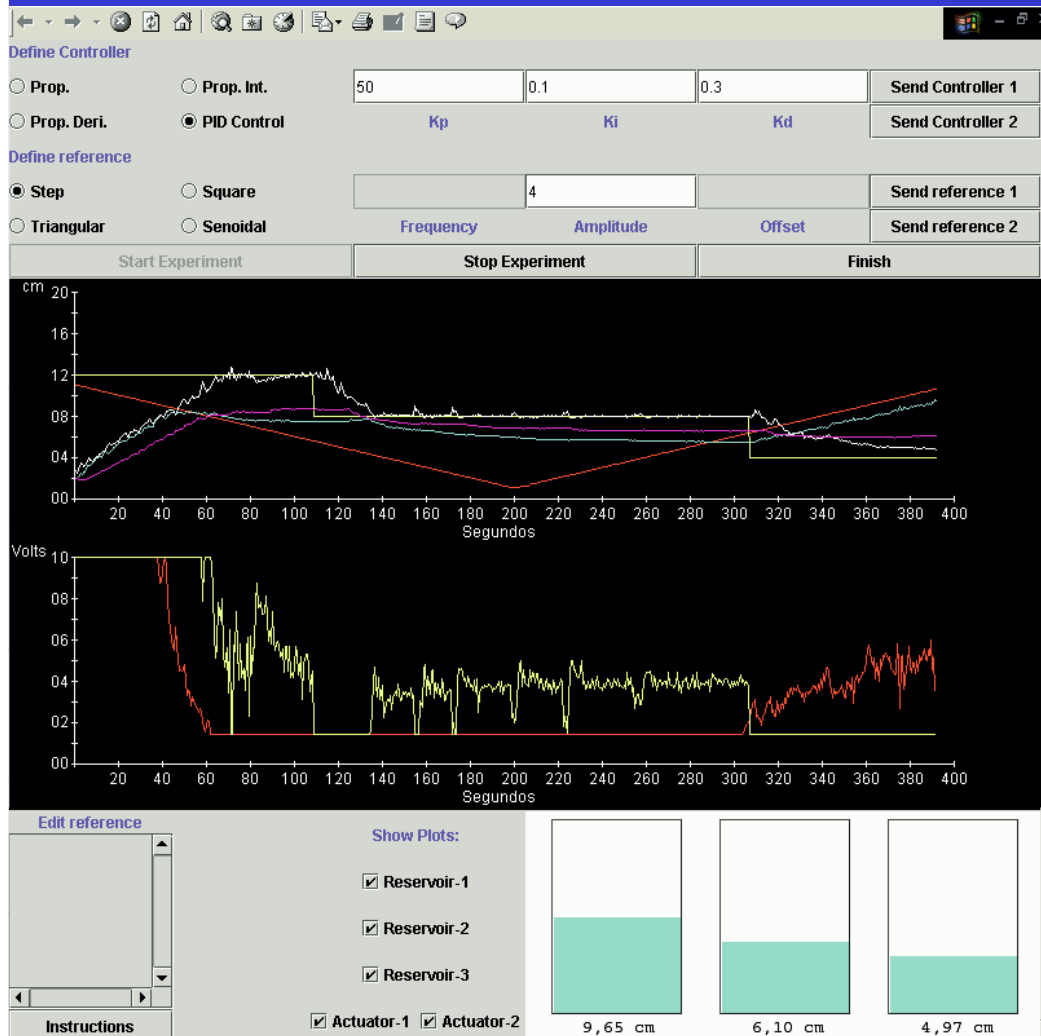 Define Controller
Prop. Prop. Int. 50 0.1 0.3 Send Controller 1
Prop. Deri. PID Control Kp Ki Kd Send Controller 2
Define reference
Step Square 4 Send reference 1
Triangular Senoidal Frequency Amplitude Offset Send reference 2
Start Experiment Stop Experiment Finish
cm 20
16
12
08
04
00
20 40 60 80 100 120 140 160 180 200 220 240 260 280 300 320 340 360 380 400
Segundos
Volts 10
08
06
04
02
00
20 40 60 80 100 120 140 160 180 200 220 240 260 280 300 320 340 360 380 400
Segundos
Edit reference
Show Plots:
Reservoir-1
Reservoir-2
Reservoir-3
Instructions Actuator-1 Actuator-2 9,65 cm 6,10 cm 4,97 cm